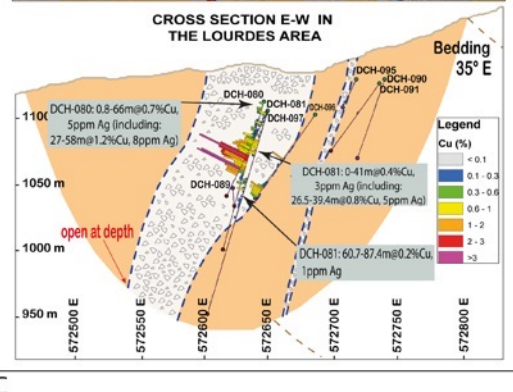 CROSS SECTION E-W IN
THE LOURDES AREA
Bedding
35° E
DCH-095
DCH-090
DCH-091
DCH-080
DCH-081
DCH-096
DCH-097
DCH-080: 0.8-66m@0.7%Cu,
5ppm Ag (including:
27-58m@1.2%Cu, 8ppm Ag)
1100
1050 m
DCH-089
DCH-081: 0-41m@0.4%Cu,
3ppm Ag (including:
26.5-39.4m@0.8%Cu, 5ppm Ag)
open at depth
1000 m
DCH-081: 60.7-87.4m@0.2%Cu,
1ppm Ag
950 m
Legend
Cu (%)
< 0.1
0.1 - 0.3
0.3 - 0.6
0.6 - 1
1 - 2
2 - 3
>3
572500 E
572550 E
572600 E
572650 E
572700 E
572750 E
572800 E